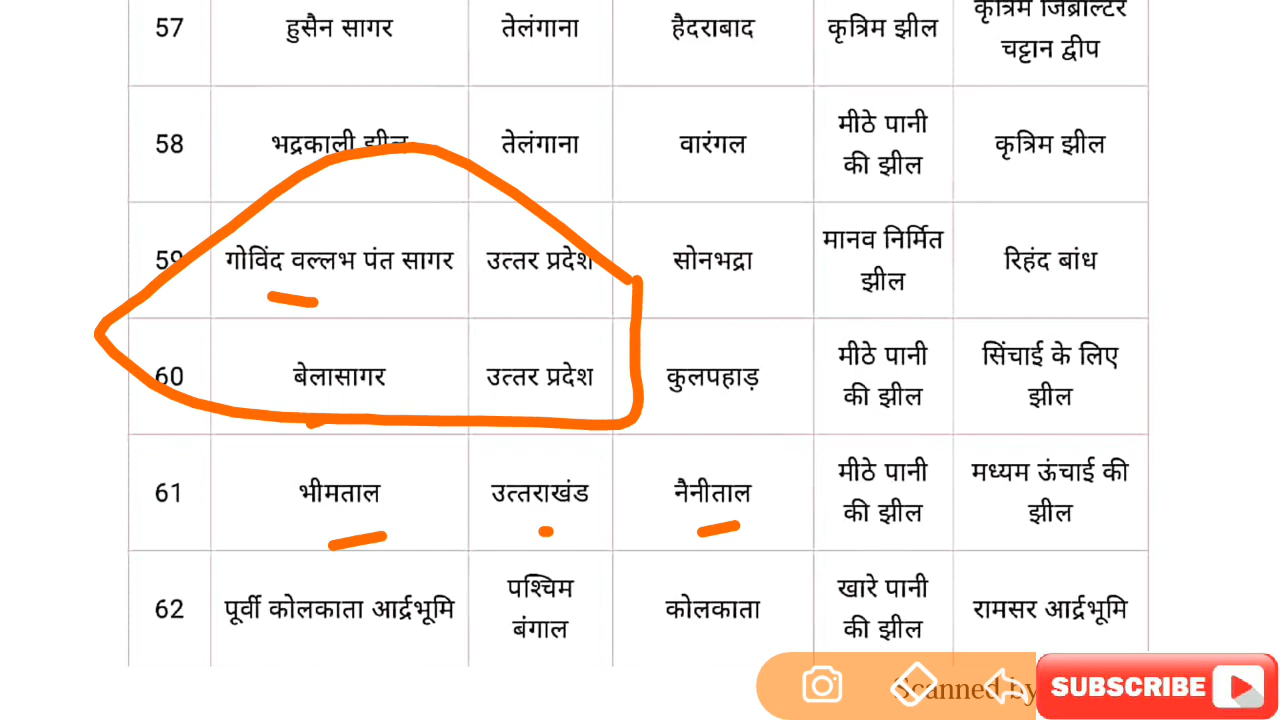 57 हुसैन सागर तेलंगाना हैदराबाद कृत्रिम झील कृत्रिम जिब्राल्टर
चट्टान द्वीप
58 भद्रकाली झील तेलंगाना वारंगल मीठे पानी कृत्रिम झील
की झील
59 गोविंद वल्लभ पंत सागर उत्तर प्रदेश सोनभद्रा मानव निर्मित रिहंद बांध
झील
60 बेलासागर उत्तर प्रदेश कुलपहाड़ मीठे पानी सिंचाई के लिए
की झील झील
61 भीमताल उत्तराखंड नैनीताल मीठे पानी मध्यम ऊंचाई की
की झील झील
62 पूर्वी कोलकाता आर्द्रभूमि पश्चिम कोलकाता खारे पानी रामसर आर्द्रभूमि
बंगाल की झील
Scanned by
SUBSCRIBE